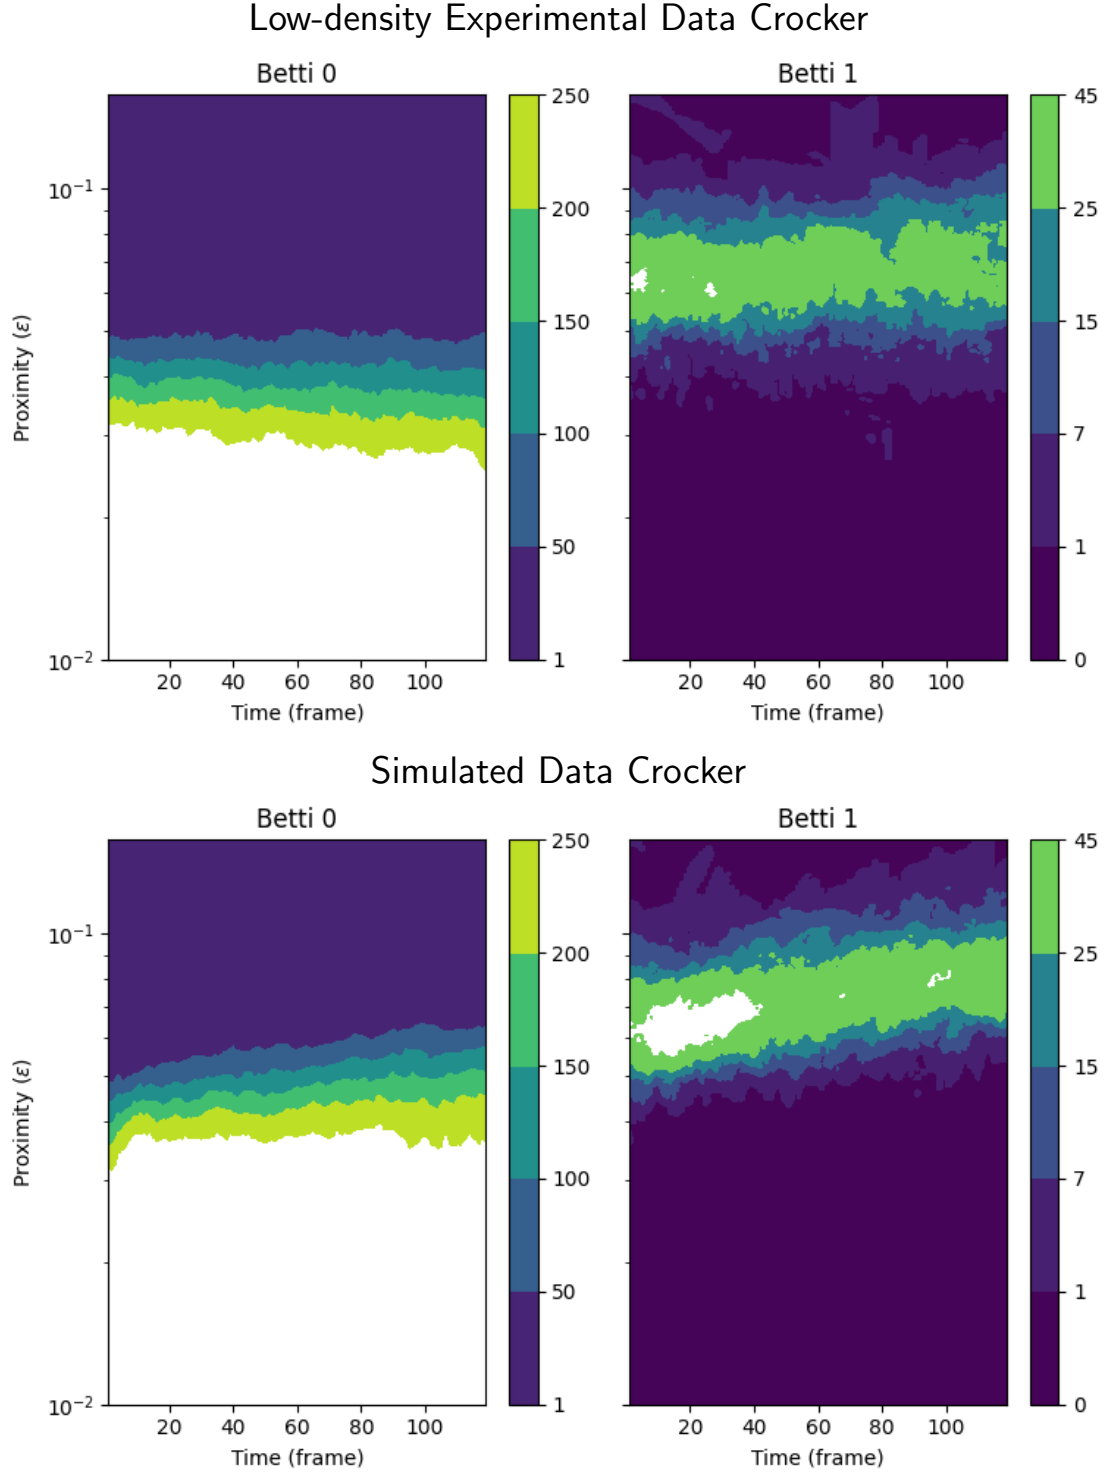 Low-density Experimental Data Crocker
Betti 0
Betti 1
Proximity (ε)
10⁻¹
10⁻²
20 40 60 80 100
Time (frame)
250
200
150
100
50
1
20 40 60 80 100
Time (frame)
45
25
15
7
1
0
Simulated Data Crocker
Betti 0
Betti 1
Proximity (ε)
10⁻¹
10⁻²
20 40 60 80 100
Time (frame)
250
200
150
100
50
1
20 40 60 80 100
Time (frame)
45
25
15
7
1
0